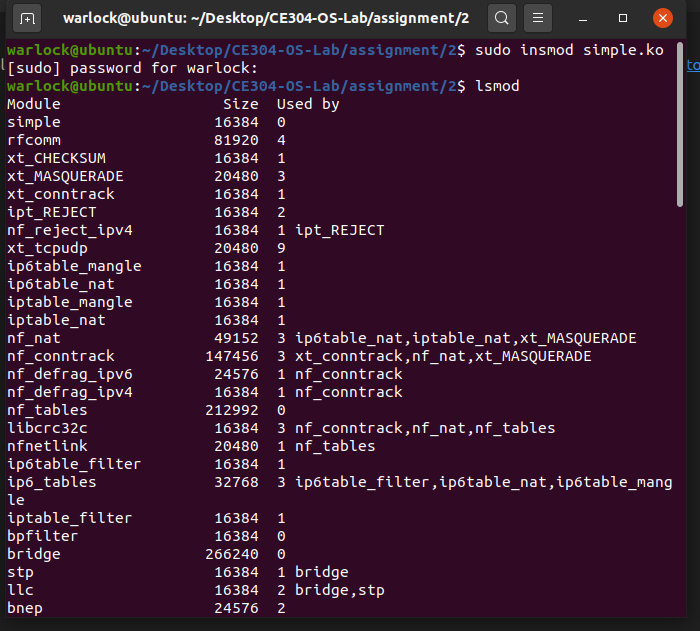 warlock@ubuntu: ~/Desktop/CE304-OS-Lab/assignment/2
warlock@ubuntu:~/Desktop/CE304-OS-Lab/assignment/2$ sudo insmod simple.ko
[sudo] password for warlock:
to
warlock@ubuntu:~/Desktop/CE304-OS-Lab/assignment/2$ lsmod
Module                  Size  Used by
simple                 16384  0
rfcomm                 81920  4
xt_CHECKSUM            16384  1
xt_MASQUERADE          20480  3
xt_conntrack           16384  1
ipt_REJECT             16384  2
nf_reject_ipv4         16384  1 ipt_REJECT
xt_tcpudp              20480  9
ip6table_mangle        16384  1
ip6table_nat           16384  1
iptable_mangle         16384  1
iptable_nat            16384  1
nf_nat                 49152  3 ip6table_nat,iptable_nat,xt_MASQUERADE
nf_conntrack          147456  3 xt_conntrack,nf_nat,xt_MASQUERADE
nf_defrag_ipv6         24576  1 nf_conntrack
nf_defrag_ipv4         16384  1 nf_conntrack
nf_tables             212992  0
libcrc32c              16384  3 nf_conntrack,nf_nat,nf_tables
nfnetlink              20480  1 nf_tables
ip6table_filter        16384  1
ip6_tables             32768  3 ip6table_filter,ip6table_nat,ip6table_mang
le
iptable_filter         16384  1
bpfilter               16384  0
bridge                266240  0
stp                    16384  1 bridge
llc                    16384  2 bridge,stp
bnep                   24576  2